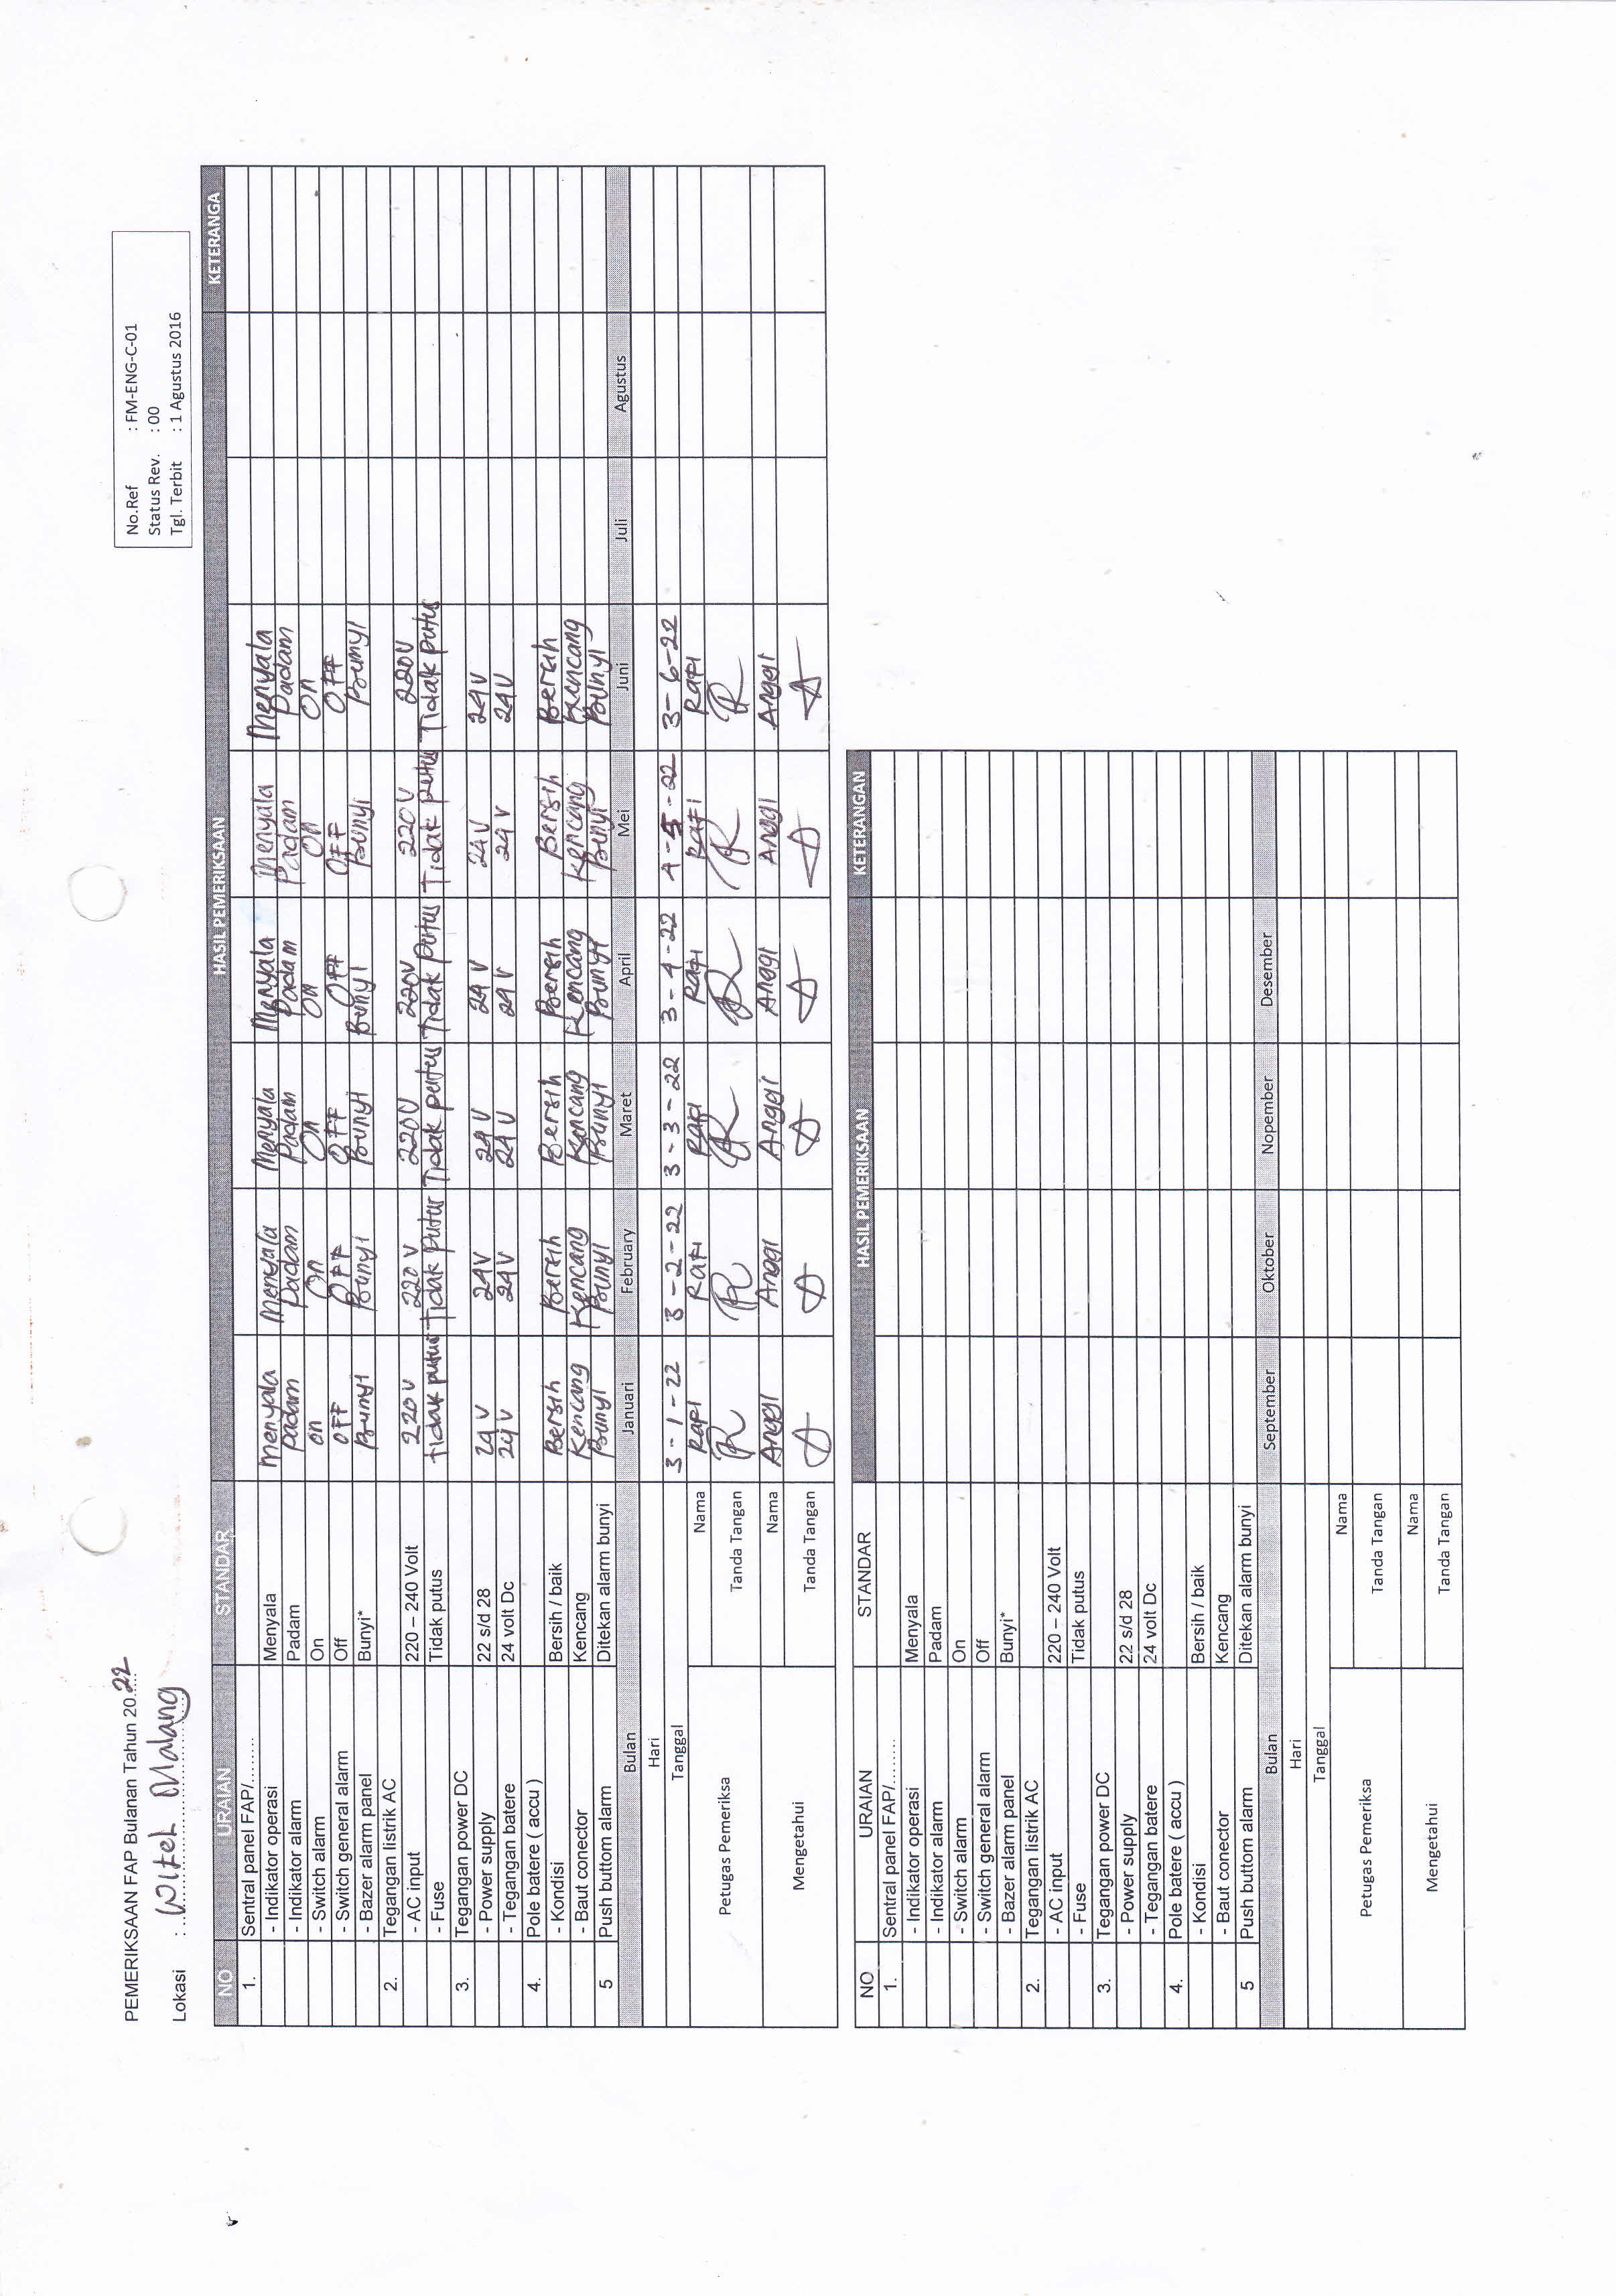 PEMERIKSAAN FAP Bulanan Tahun 20.22
Lokasi : Witel Malang
No.Ref : FM-ENG-C-01
Status Rev. : 00
Tgl. Terbit : 1 Agustus 2016
NO URAIAN STANDAR HASIL PEMERIKSAAN KETERANGA
1. Sentral panel FAP/........
- Indikator operasi Menyala Menyala Menyala Menyala Menyala Menyala Menyala
- Indikator alarm Padam Padam Padam Padam Padam Padam Padam
- Switch alarm On On On On On On On
- Switch general alarm Off OFF OFF OFF OFF OFF OFF
- Bazer alarm panel Bunyi* Bunyi Bunyi Bunyi Bunyi Bunyi Bunyi
2. Tegangan listrik AC
- AC input 220 – 240 Volt 220 V 220 V 220V 220V 220V 220V
- Fuse Tidak putus tidak putus Tidak Putus Tidak putus Tidak Putus Tidak Putus Tidak putus
3. Tegangan power DC
- Power supply 22 s/d 28 24 V 24V 24 V 24 V 24 V 24V
- Tegangan batere 24 volt Dc 24 V 24V 24 V 24 V 24 V 24V
4. Pole batere ( accu )
- Kondisi Bersih / baik Bersih Bersih Bersih Bersih Bersih Bersih
- Baut conector Kencang Kencang Kencang Kencang Kencang Kencang Kencang
5 Push buttom alarm Ditekan alarm bunyi Bunyi Bunyi Bunyi Bunyi Bunyi Bunyi
Bulan Januari February Maret April Mei Juni Juli Agustus
Hari
Tanggal 3-1-22 3-2-22 3-3-22 3-4-22 4-5-22 3-6-22
Petugas Pemeriksa Nama Rafi Rafi Rafi Rafi Rafi Rafi
Tanda Tangan
Mengetahui Nama Anggi Anggi Anggi Anggi Anggi Anggi
Tanda Tangan
NO URAIAN STANDAR HASIL PEMERIKSAAN KETERANGAN
1. Sentral panel FAP/........
- Indikator operasi Menyala
- Indikator alarm Padam
- Switch alarm On
- Switch general alarm Off
- Bazer alarm panel Bunyi*
2. Tegangan listrik AC
- AC input 220 – 240 Volt
- Fuse Tidak putus
3. Tegangan power DC
- Power supply 22 s/d 28
- Tegangan batere 24 volt Dc
4. Pole batere ( accu )
- Kondisi Bersih / baik
- Baut conector Kencang
5 Push buttom alarm Ditekan alarm bunyi
Bulan September Oktober Nopember Desember
Hari
Tanggal
Petugas Pemeriksa Nama
Tanda Tangan
Mengetahui Nama
Tanda Tangan